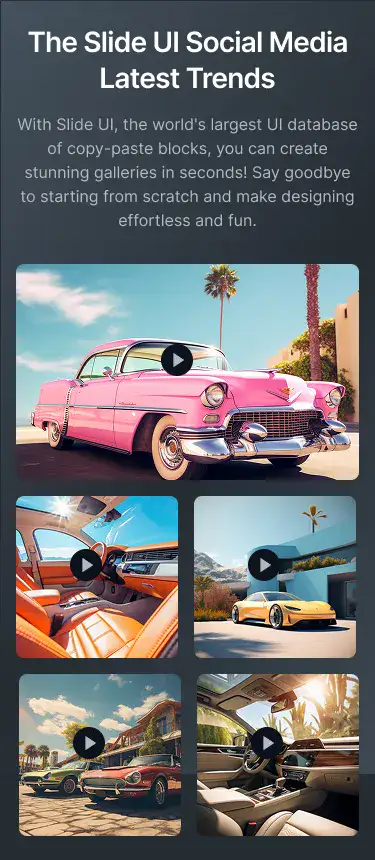 The Slide UI Social Media
Latest Trends
With Slide UI, the world's largest UI database
of copy-paste blocks, you can create
stunning galleries in seconds! Say goodbye
to starting from scratch and make designing
effortless and fun.